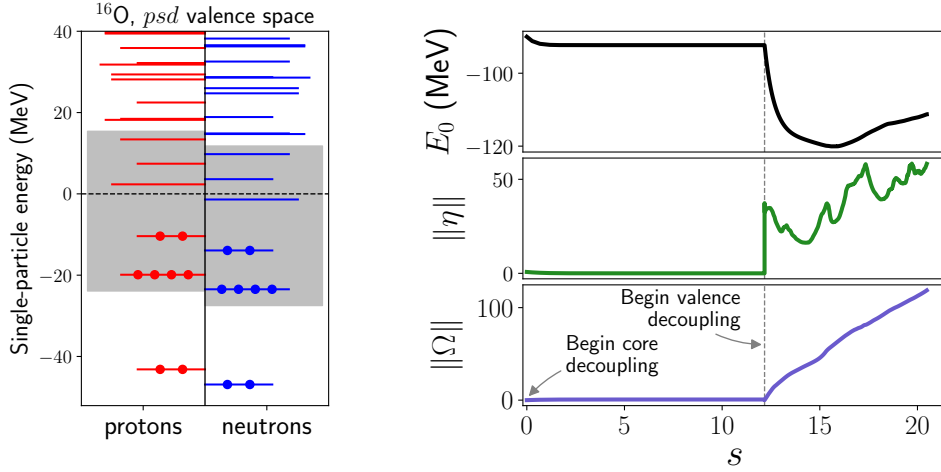 ¹⁶O, psd valence space
Single-particle energy (MeV)
40
20
0
−20
−40
protons
neutrons
E₀ (MeV)
−100
−120
||η||
50
0
||Ω||
100
0
Begin valence
decoupling
Begin core
decoupling
0
5
10
15
20
s